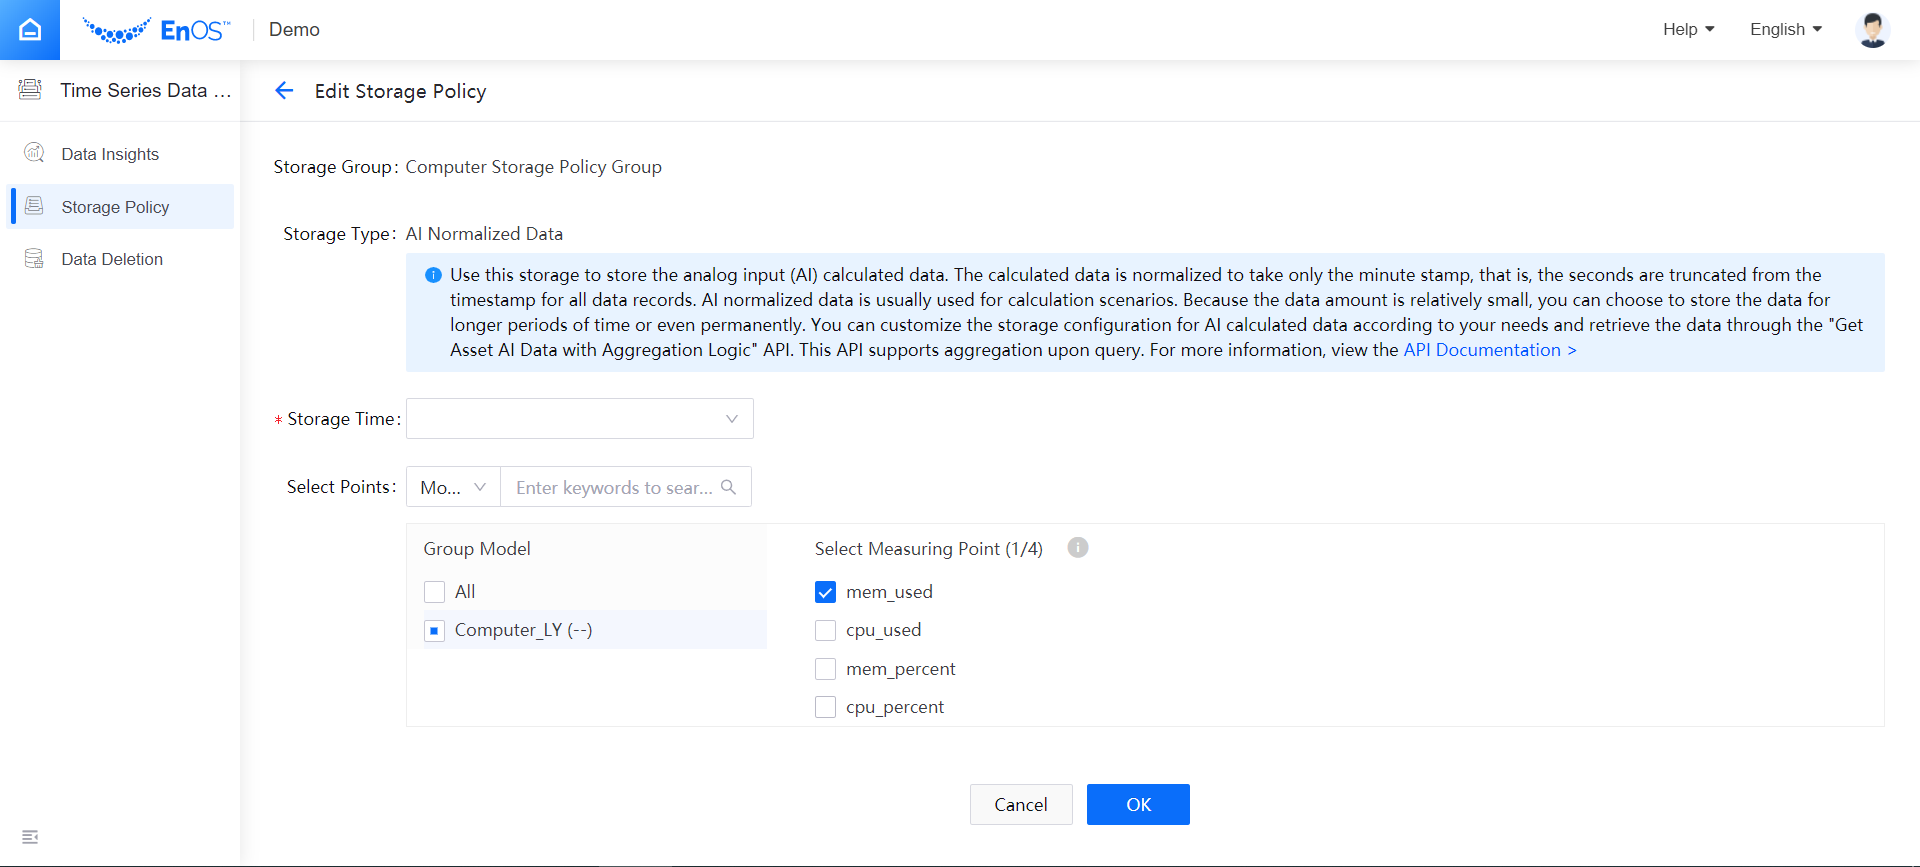 EnOS™ Demo Help English
Time Series Data ...
Edit Storage Policy
Data Insights
Storage Policy
Data Deletion
Storage Group: Computer Storage Policy Group
Storage Type: AI Normalized Data
Use this storage to store the analog input (AI) calculated data. The calculated data is normalized to take only the minute stamp, that is, the seconds are truncated from the
timestamp for all data records. AI normalized data is usually used for calculation scenarios. Because the data amount is relatively small, you can choose to store the data for
longer periods of time or even permanently. You can customize the storage configuration for AI calculated data according to your needs and retrieve the data through the "Get
Asset AI Data with Aggregation Logic" API. This API supports aggregation upon query. For more information, view the API Documentation >
* Storage Time:
Select Points: Mo... Enter keywords to sear...
Group Model
All
Computer_LY (--)
Select Measuring Point (1/4)
mem_used
cpu_used
mem_percent
cpu_percent
Cancel OK